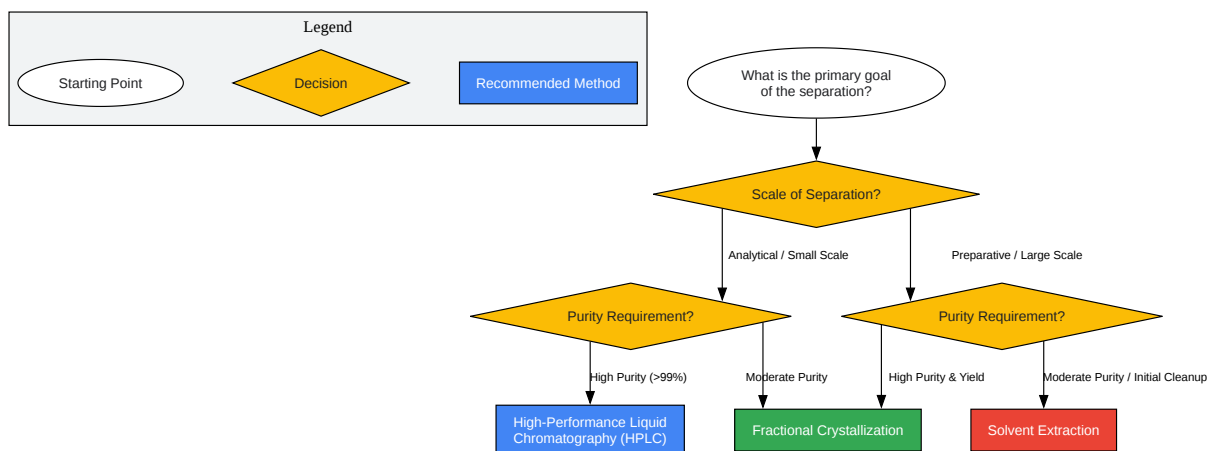 Legend
Starting Point
Decision
Recommended Method
What is the primary goal
of the separation?
Scale of Separation?
Analytical / Small Scale
Preparative / Large Scale
Purity Requirement?
Purity Requirement?
High Purity (>99%)
Moderate Purity
High Purity & Yield
Moderate Purity / Initial Cleanup
High-Performance Liquid
Chromatography (HPLC)
Fractional Crystallization
Solvent Extraction